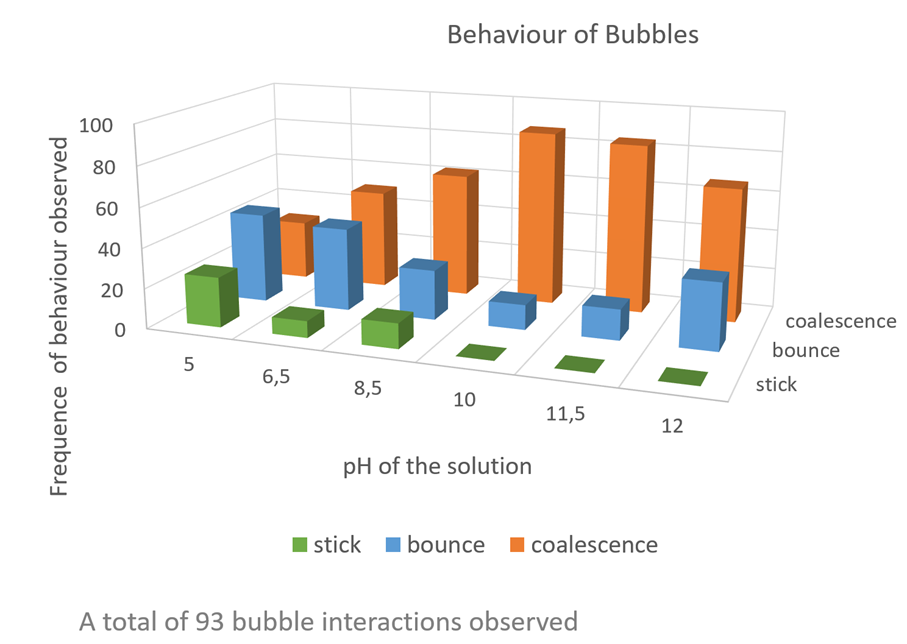 Behaviour of Bubbles
Frequence of behaviour observed
100
80
60
40
20
0
5
6,5
8,5
10
11,5
12
coalescence
bounce
stick
pH of the solution
stick bounce coalescence
A total of 93 bubble interactions observed